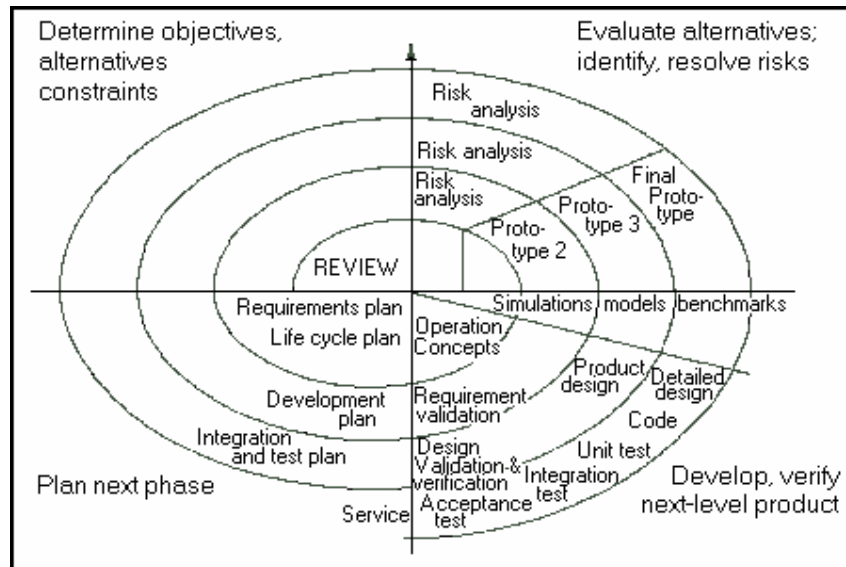 Determine objectives,
alternatives
constraints
Evaluate alternatives;
identify, resolve risks
Risk
analysis
Risk analysis
Risk
analysis
Final
Proto-
type
Proto-
type 3
Proto-
type 2
REVIEW
Simulations models benchmarks
Requirements plan
Life cycle plan
Operation
Concepts
Product
design
Detailed
design
Development
plan
Requirement
validation
Code
Integration
and test plan
Design
Validation-&
verification
Unit test
Integration
test
Acceptance
test
Service
Plan next phase
Develop, verify
next-level product